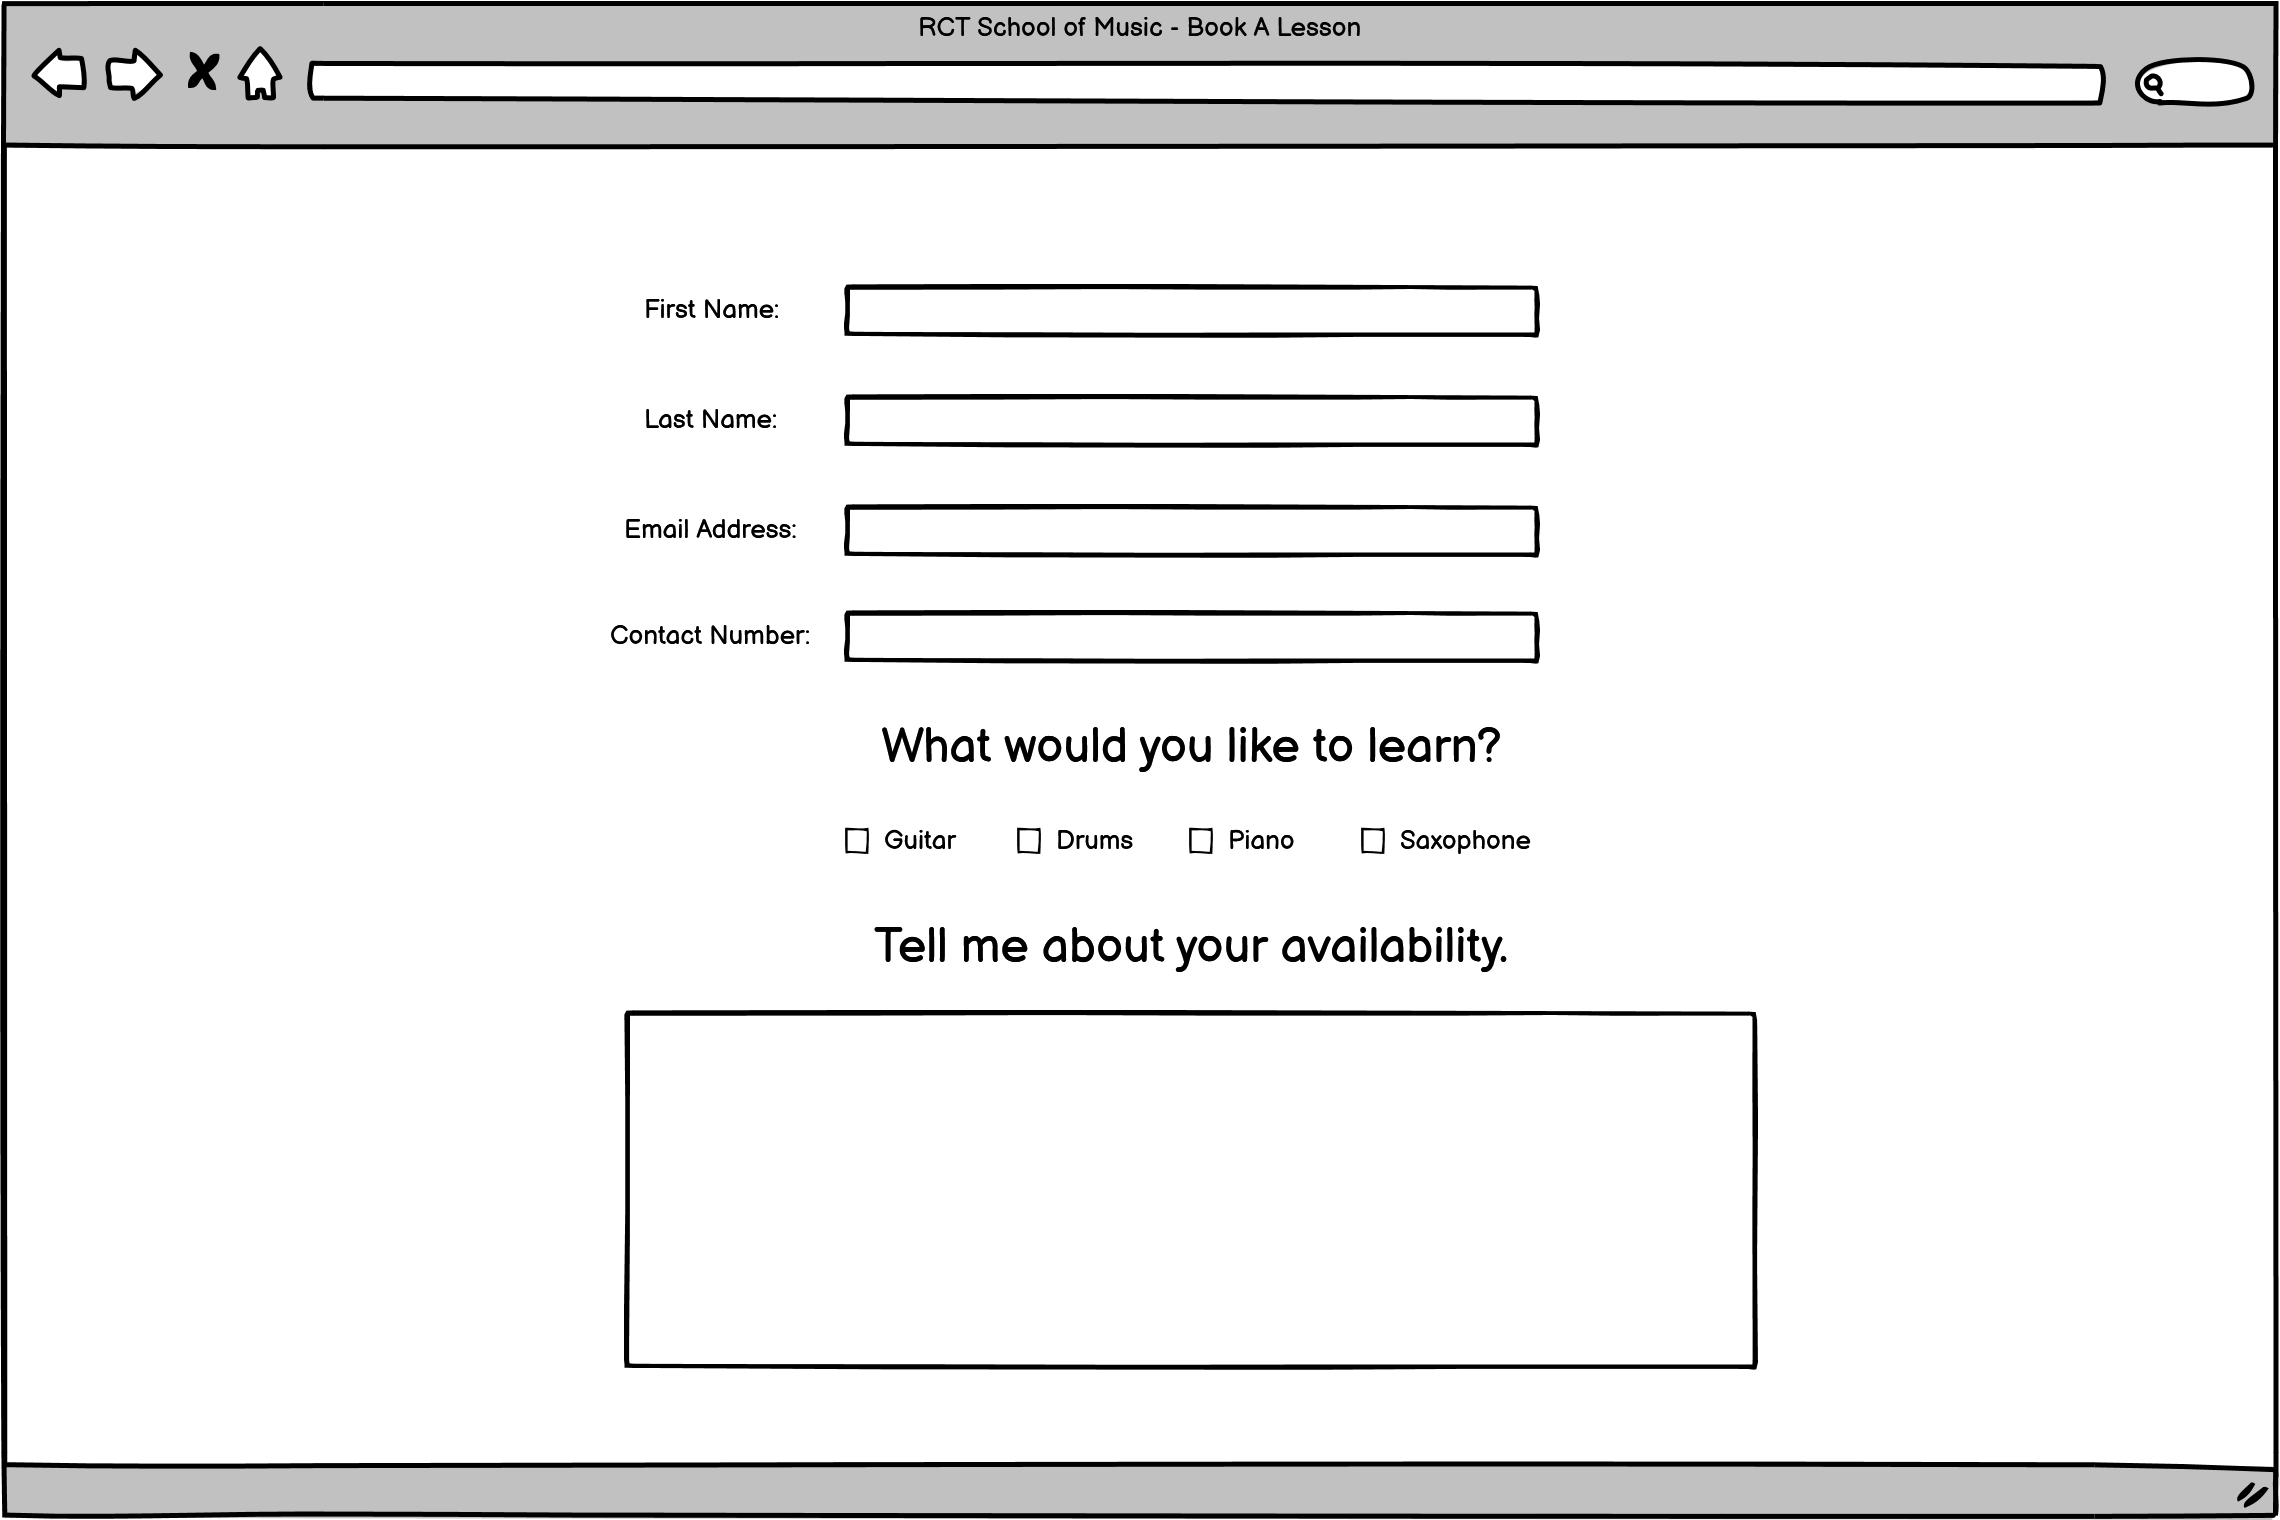 RCT School of Music - Book A Lesson
First Name:
Last Name:
Email Address:
Contact Number:
What would you like to learn?
Guitar Drums Piano Saxophone
Tell me about your availability.